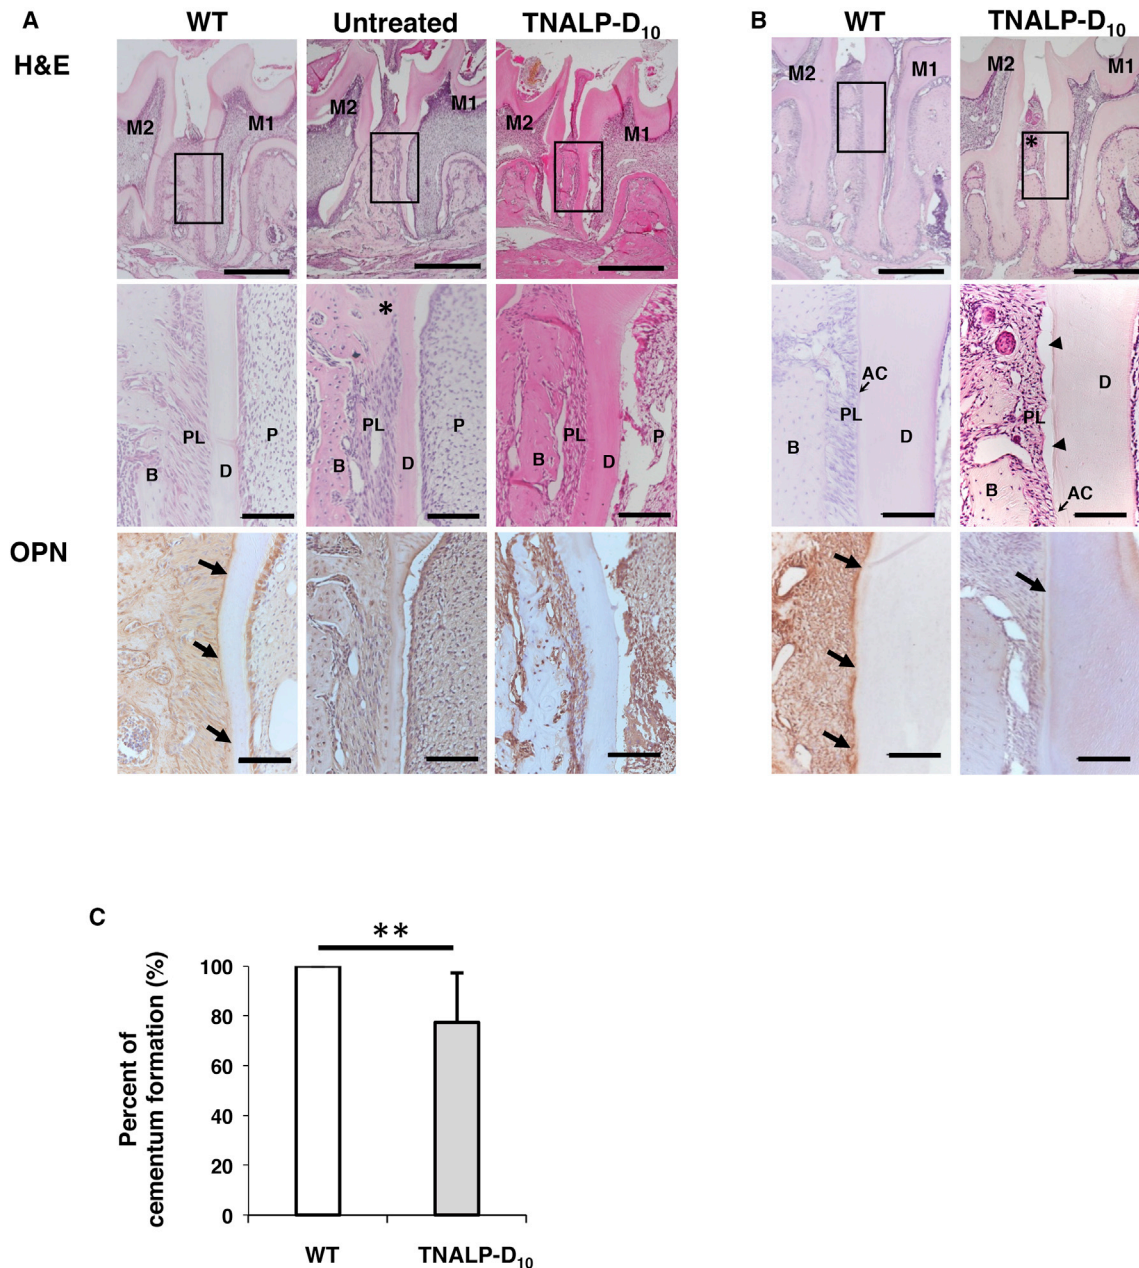 A
WT
Untreated
TNALP-D10
H&E
M2
M1
M2
M1
M2
M1
PL
B
D
P
*
PL
B
D
P
PL
B
D
P
OPN
B
WT
TNALP-D10
M2
M1
M2
M1
*
AC
PL
B
D
D
PL
B
AC
C
**
Percent of
cementum formation (%)
100
80
60
40
20
0
WT
TNALP-D10